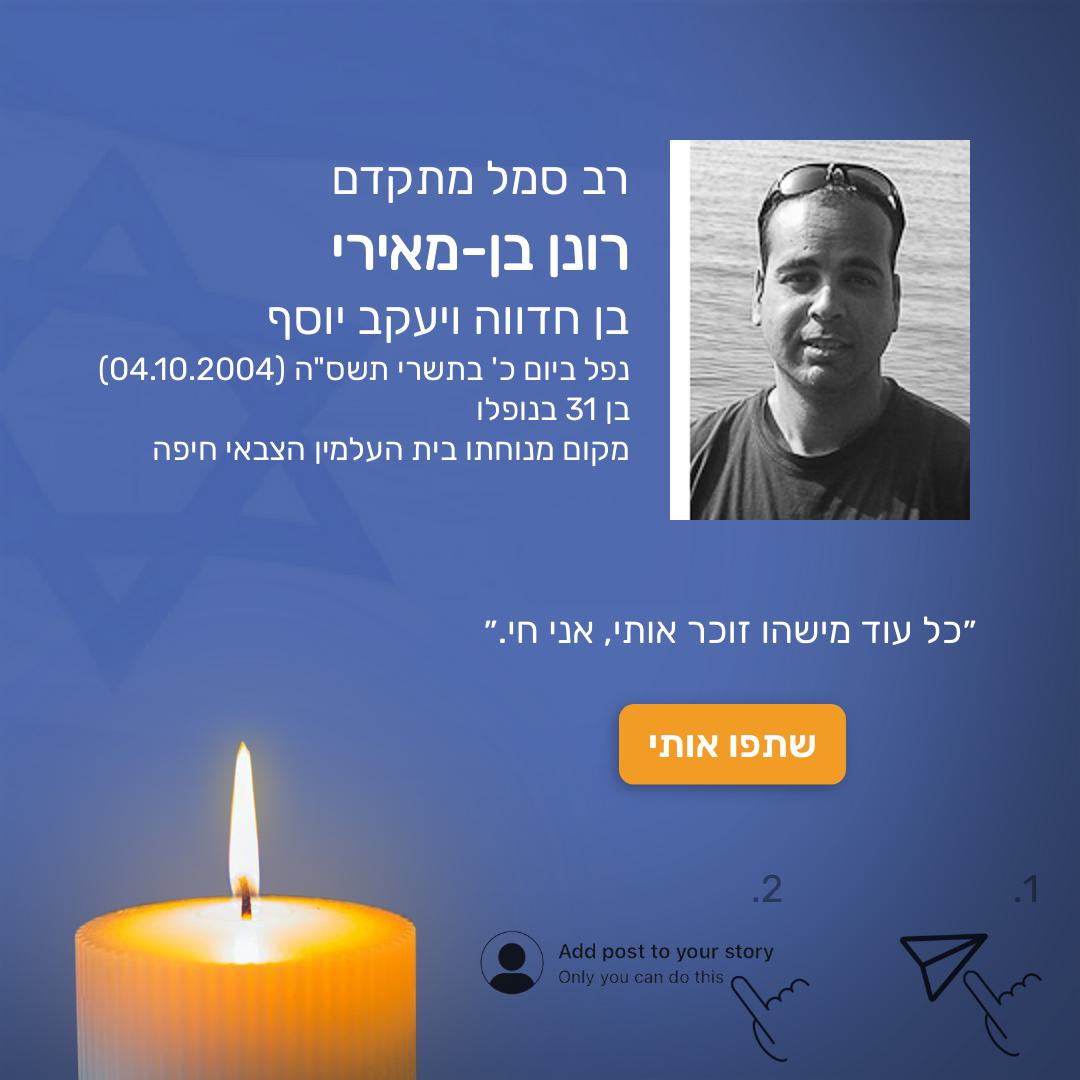 רב סמל מתקדם
רונן בן-מאירי
בן חדווה ויעקב יוסף
נפל ביום כ' בתשרי תשס"ה (04.10.2004)
בן 31 בנופלו
מקום מנוחתו בית העלמין הצבאי חיפה
״כל עוד מישהו זוכר אותי, אני חי.״
שתפו אותי
1.
2.
Add post to your story
Only you can do this